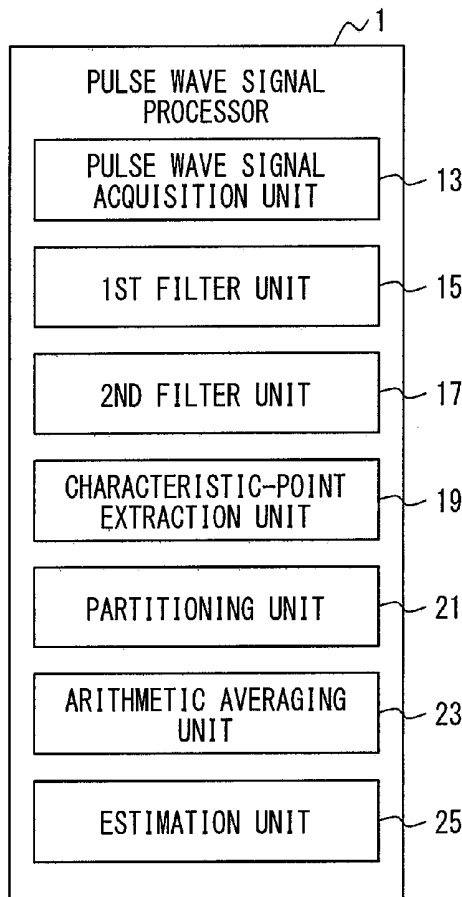 1
PULSE WAVE SIGNAL
PROCESSOR
PULSE WAVE SIGNAL
ACQUISITION UNIT
13
1ST FILTER UNIT
15
2ND FILTER UNIT
17
CHARACTERISTIC-POINT
EXTRACTION UNIT
19
PARTITIONING UNIT
21
ARITHMETIC AVERAGING
UNIT
23
ESTIMATION UNIT
25